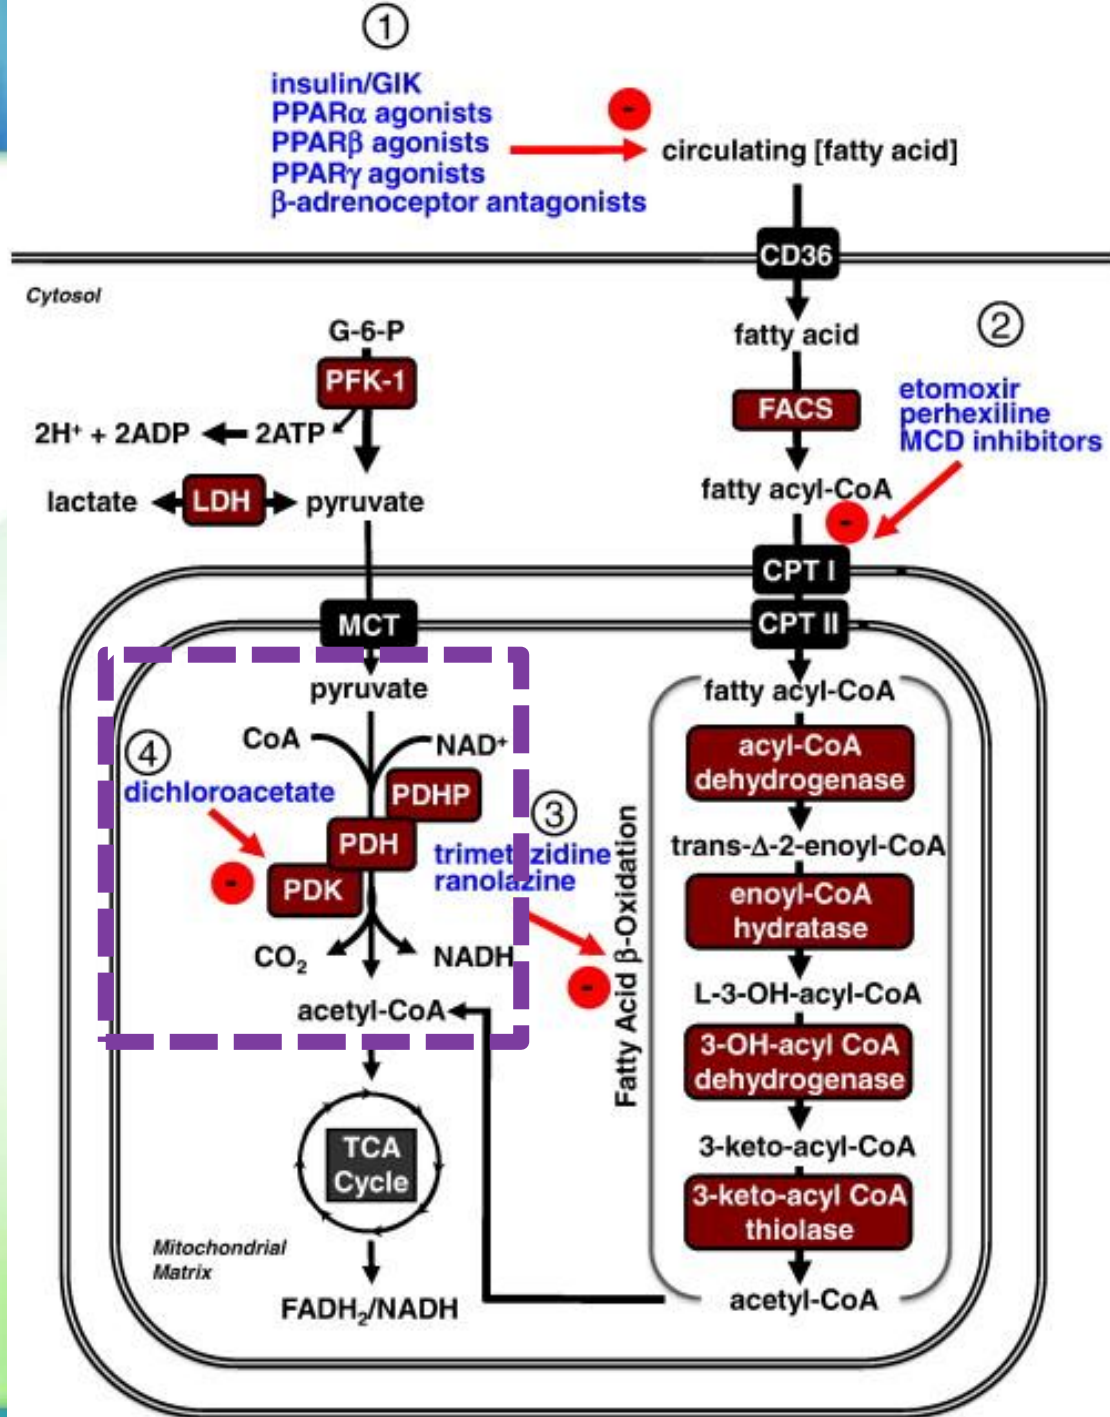 ①
insulin/GIK
PPARα agonists
PPARβ agonists
PPARγ agonists
β-adrenoceptor antagonists
-
circulating [fatty acid]
CD36
Cytosol
fatty acid
②
etomoxir
perhexiline
MCD inhibitors
FACS
fatty acyl-CoA
-
CPT I
CPT II
G-6-P
PFK-1
2H⁺ + 2ADP
2ATP
lactate
LDH
pyruvate
MCT
pyruvate
CoA
NAD⁺
④
dichloroacetate
-
PDHP
PDH
PDK
CO₂
NADH
acetyl-CoA
③
trimetazidine
ranolazine
-
Fatty Acid β-Oxidation
fatty acyl-CoA
acyl-CoA
dehydrogenase
trans-Δ-2-enoyl-CoA
enoyl-CoA
hydratase
L-3-OH-acyl-CoA
3-OH-acyl CoA
dehydrogenase
3-keto-acyl-CoA
3-keto-acyl CoA
thiolase
acetyl-CoA
TCA
Cycle
Mitochondrial
Matrix
FADH₂/NADH